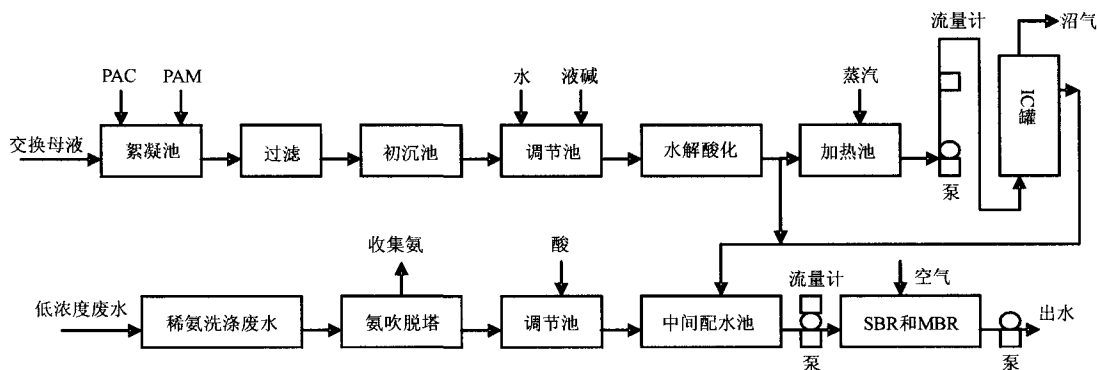 流量计
沼气
PAC
PAM
水
液碱
蒸汽
IC罐
交换母液
絮凝池
过滤
初沉池
调节池
水解酸化
加热池
泵
收集氨
酸
流量计
空气
低浓度废水
稀氨洗涤废水
氨吹脱塔
调节池
中间配水池
SBR和MBR
出水
泵
泵